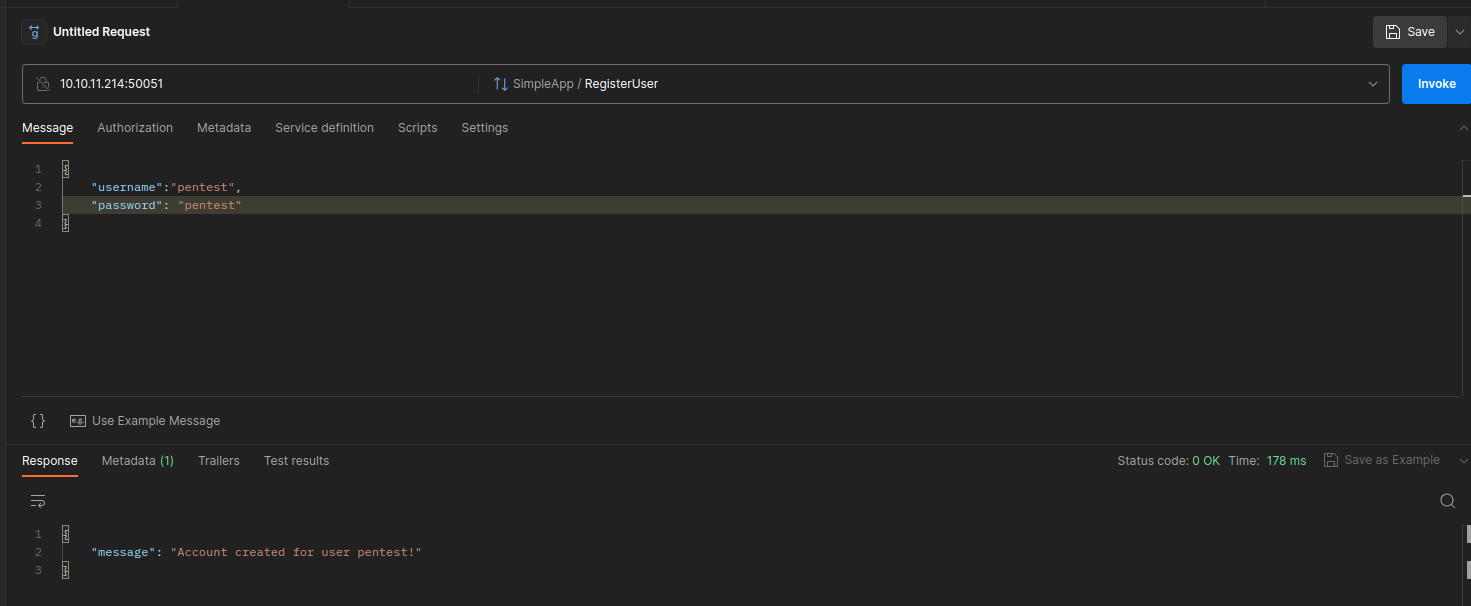 Untitled Request
Save
10.10.11.214:50051
SimpleApp / RegisterUser
Invoke
Message Authorization Metadata Service definition Scripts Settings
1 {
2 "username":"pentest",
3 "password": "pentest"
4 }
{} e.g. Use Example Message
Response Metadata (1) Trailers Test results
Status code: 0 OK Time: 178 ms Save as Example
1 {
2 "message": "Account created for user pentest!"
3 }